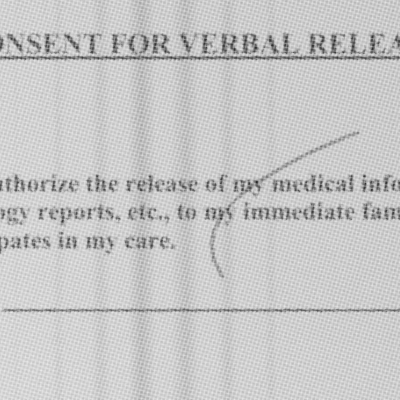 ONSENT FOR VERBAL RELEA
uthorize the release of my medical info
ogy reports, etc., to my immediate fam
pates in my care.